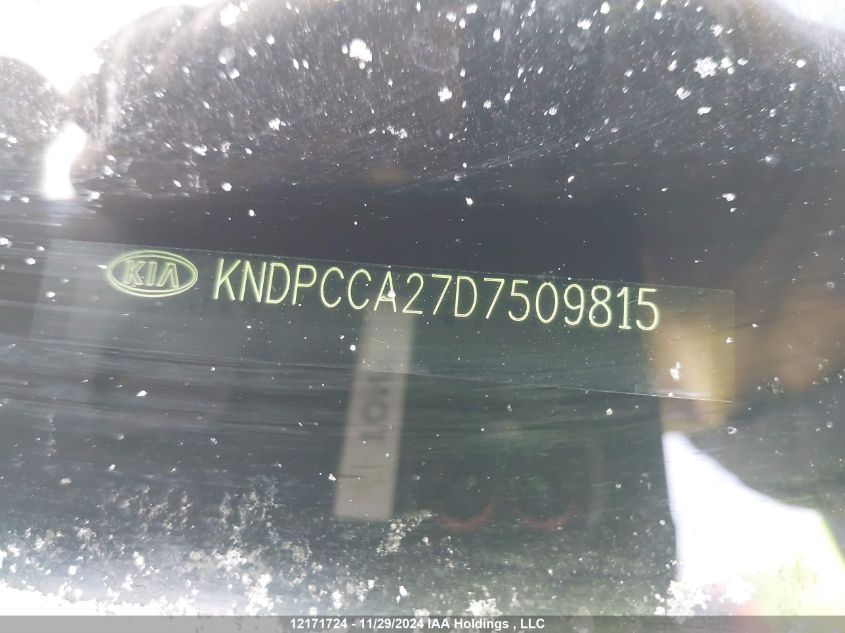 KIA KNDPCCA27D7509815
12171724 - 11/29/2024 IAA Holdings , LLC